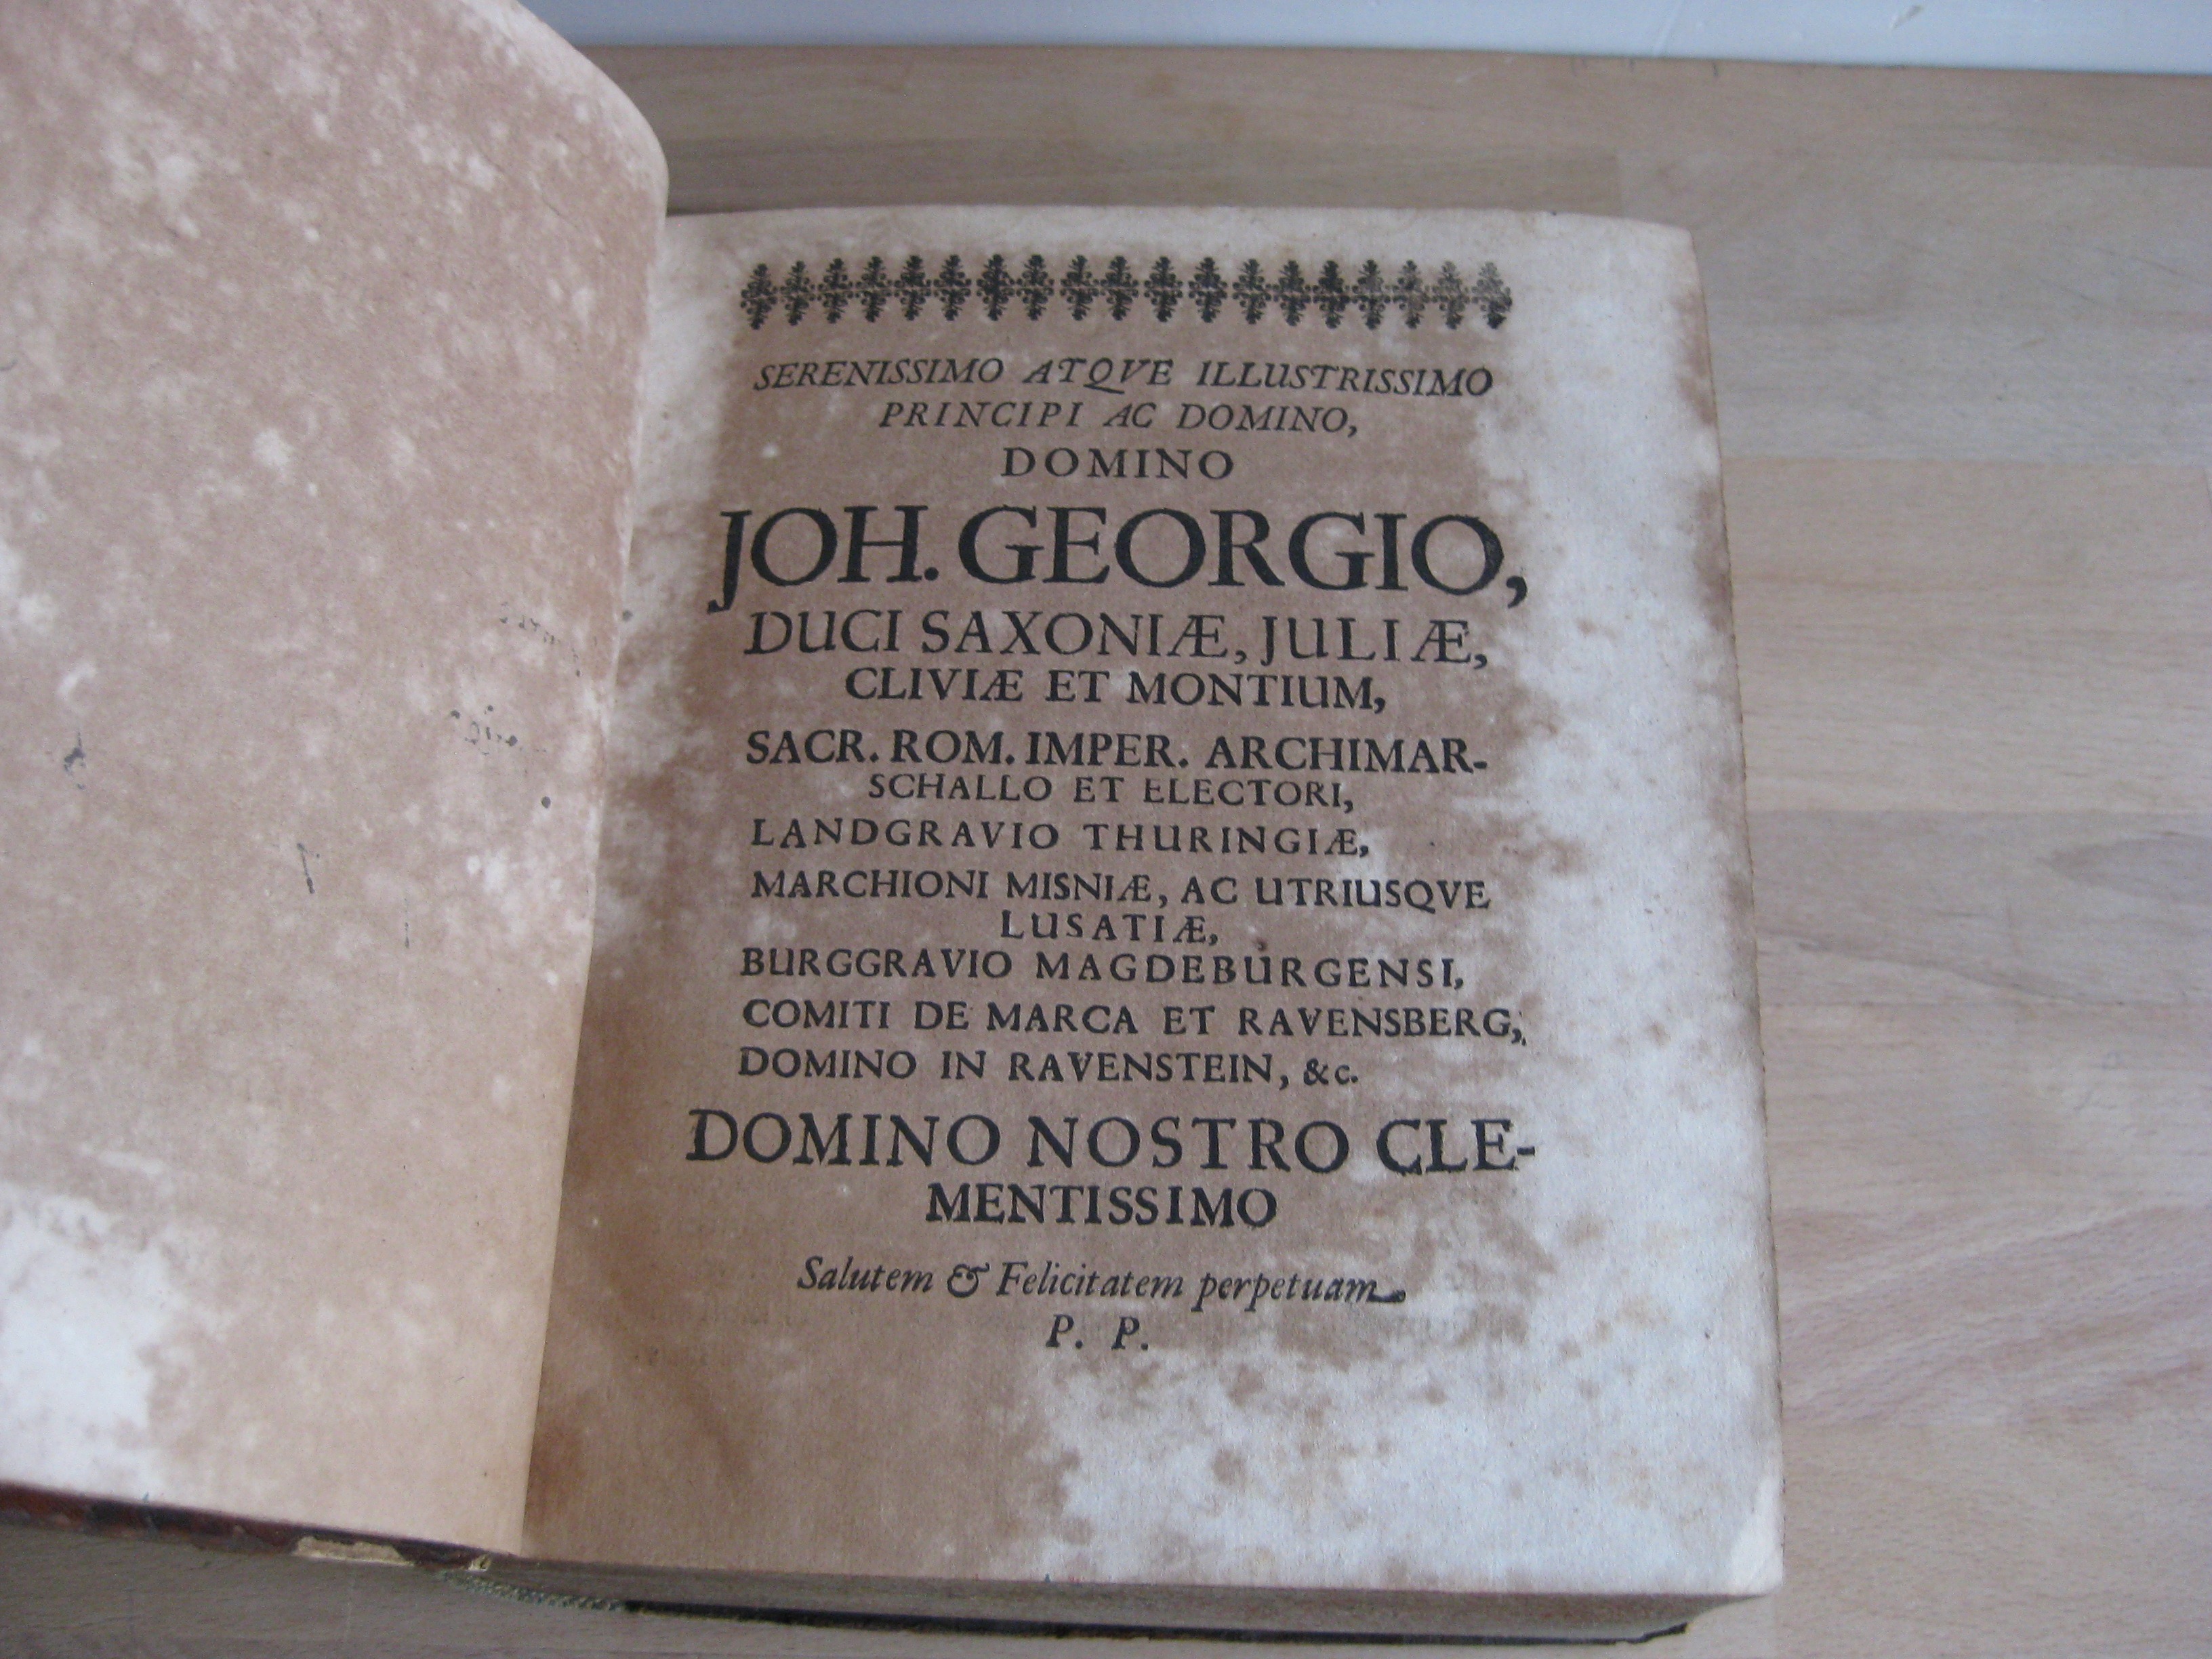 SERENISSIMO ATQVE ILLUSTRISSIMO
PRINCIPI AC DOMINO,
DOMINO
JOH. GEORGIO,
DUCI SAXONIÆ, JULIÆ,
CLIVIÆ ET MONTIUM,
SACR. ROM. IMPER. ARCHIMAR-
SCHALLO ET ELECTORI,
LANDGRAVIO THURINGIÆ,
MARCHIONI MISNIÆ, AC UTRIUSQVE
LUSATIÆ,
BURGGRAVIO MAGDEBURGENSI,
COMITI DE MARCA ET RAVENSBERG,
DOMINO IN RAVENSTEIN, &c.
DOMINO NOSTRO CLE-
MENTISSIMO
Salutem & Felicitatem perpetuam
P. P.